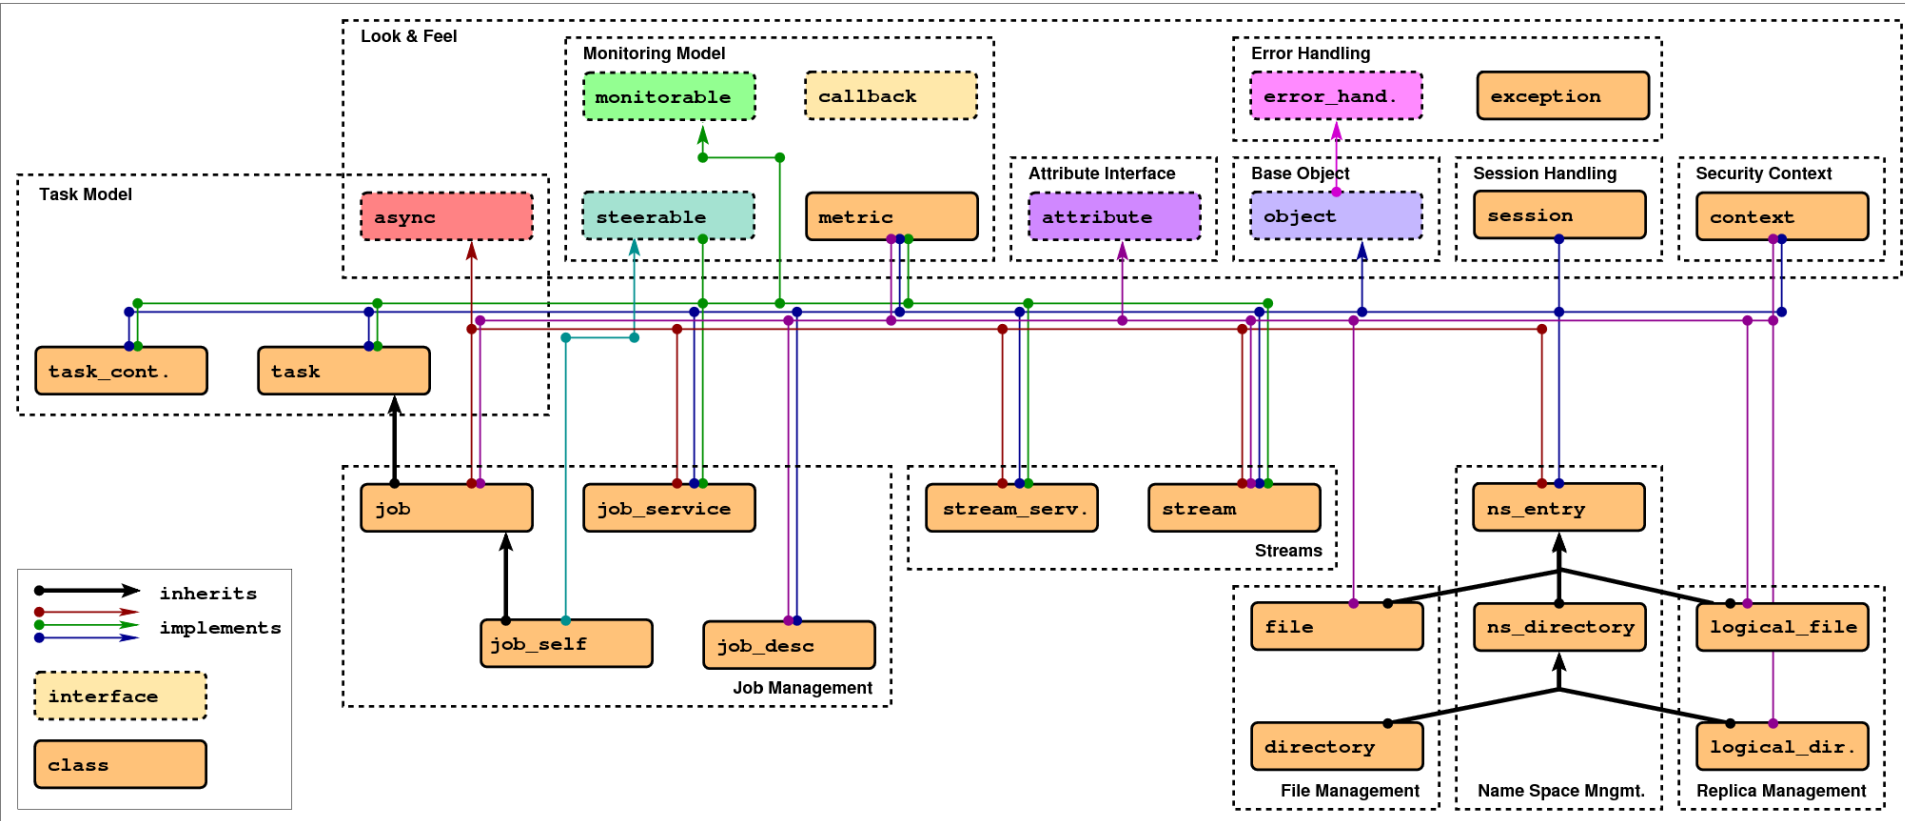 Look & Feel
Monitoring Model
Error Handling
monitorable
callback
error_hand.
exception
Task Model
Attribute Interface
Base Object
Session Handling
Security Context
async
steerable
metric
attribute
object
session
context
task_cont.
task
job
job_service
stream_serv.
stream
ns_entry
Streams
inherits
implements
file
ns_directory
logical_file
job_self
job_desc
Job Management
interface
class
directory
logical_dir.
File Management
Name Space Mngmt.
Replica Management